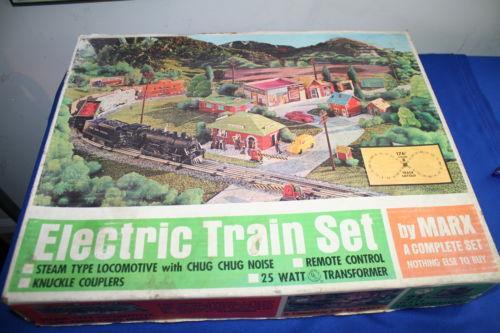 Electric Train Set
by MARX
A COMPLETE SET
NOTHING ELSE TO BUY
STEAM TYPE LOCOMOTIVE with CHUG CHUG NOISE
REMOTE CONTROL
KNUCKLE COUPLERS
25 WATT UL TRANSFORMER